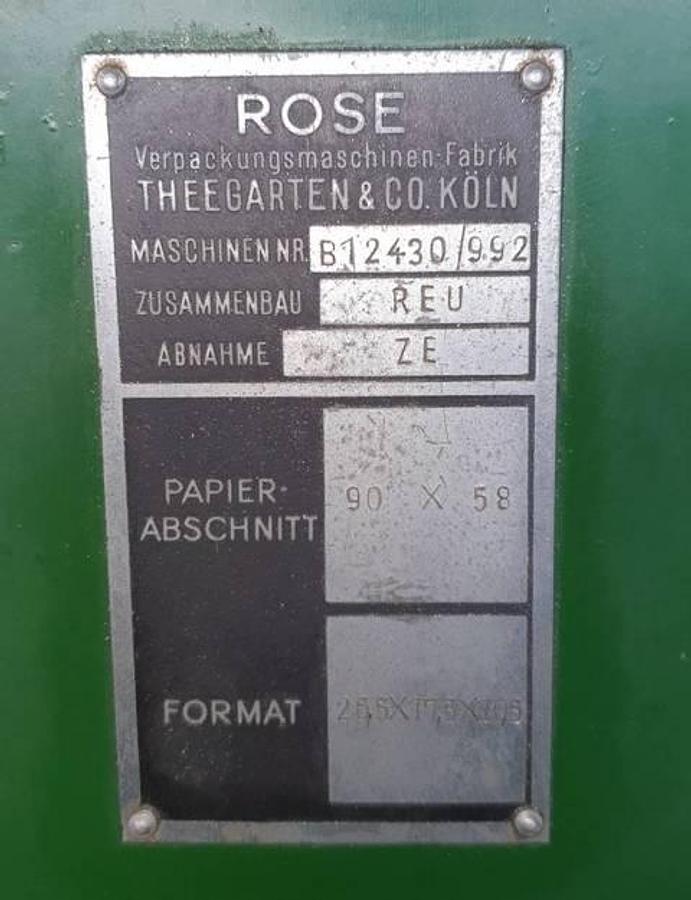 ROSE
Verpackungsmaschinen-Fabrik
THEEGARTEN & CO. KÖLN
MASCHINEN NR. B12430/992
ZUSAMMENBAU REU
ABNAHME ZE
PAPIER-
ABSCHNITT 90 X 58
FORMAT